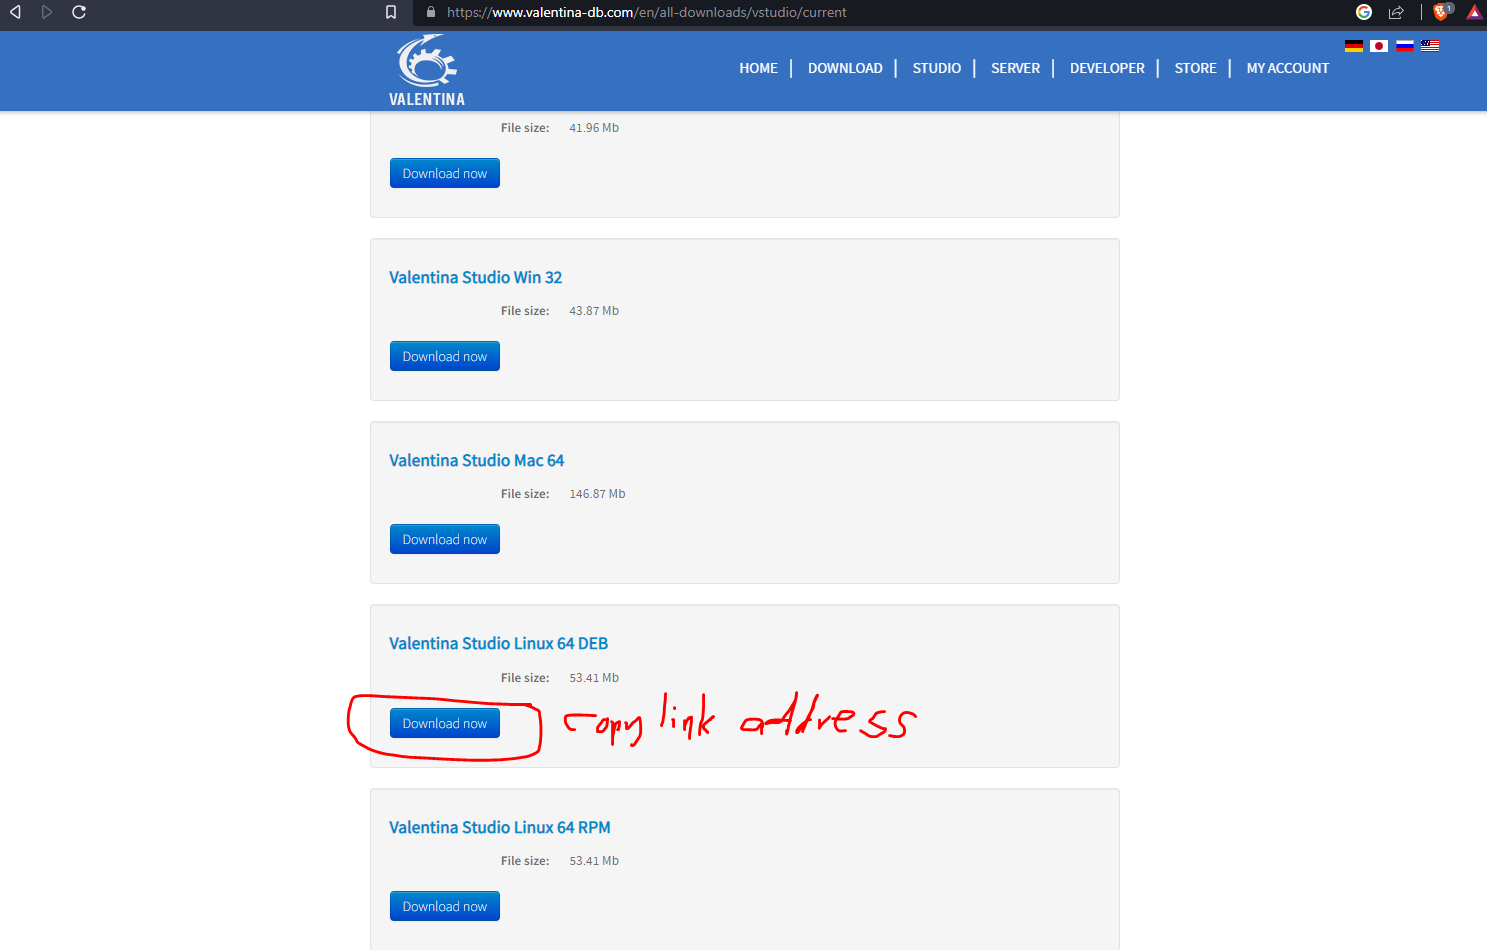 https://www.valentina-db.com/en/all-downloads/vstudio/current
1
VALENTINA
HOME | DOWNLOAD | STUDIO | SERVER | DEVELOPER | STORE | MY ACCOUNT
File size: 41.96 Mb
Download now
Valentina Studio Win 32
File size: 43.87 Mb
Download now
Valentina Studio Mac 64
File size: 146.87 Mb
Download now
Valentina Studio Linux 64 DEB
File size: 53.41 Mb
Download now copy link address
Valentina Studio Linux 64 RPM
File size: 53.41 Mb
Download now